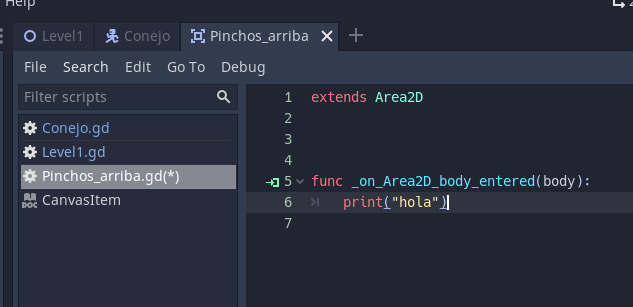 Help
Level1 Conejo Pinchos_arriba
File Search Edit Go To Debug
Filter scripts
Conejo.gd
Level1.gd
Pinchos_arriba.gd(*)
CanvasItem
DOC
1 extends Area2D
2
3
4
5 func _on_Area2D_body_entered(body):
6 print("hola")
7